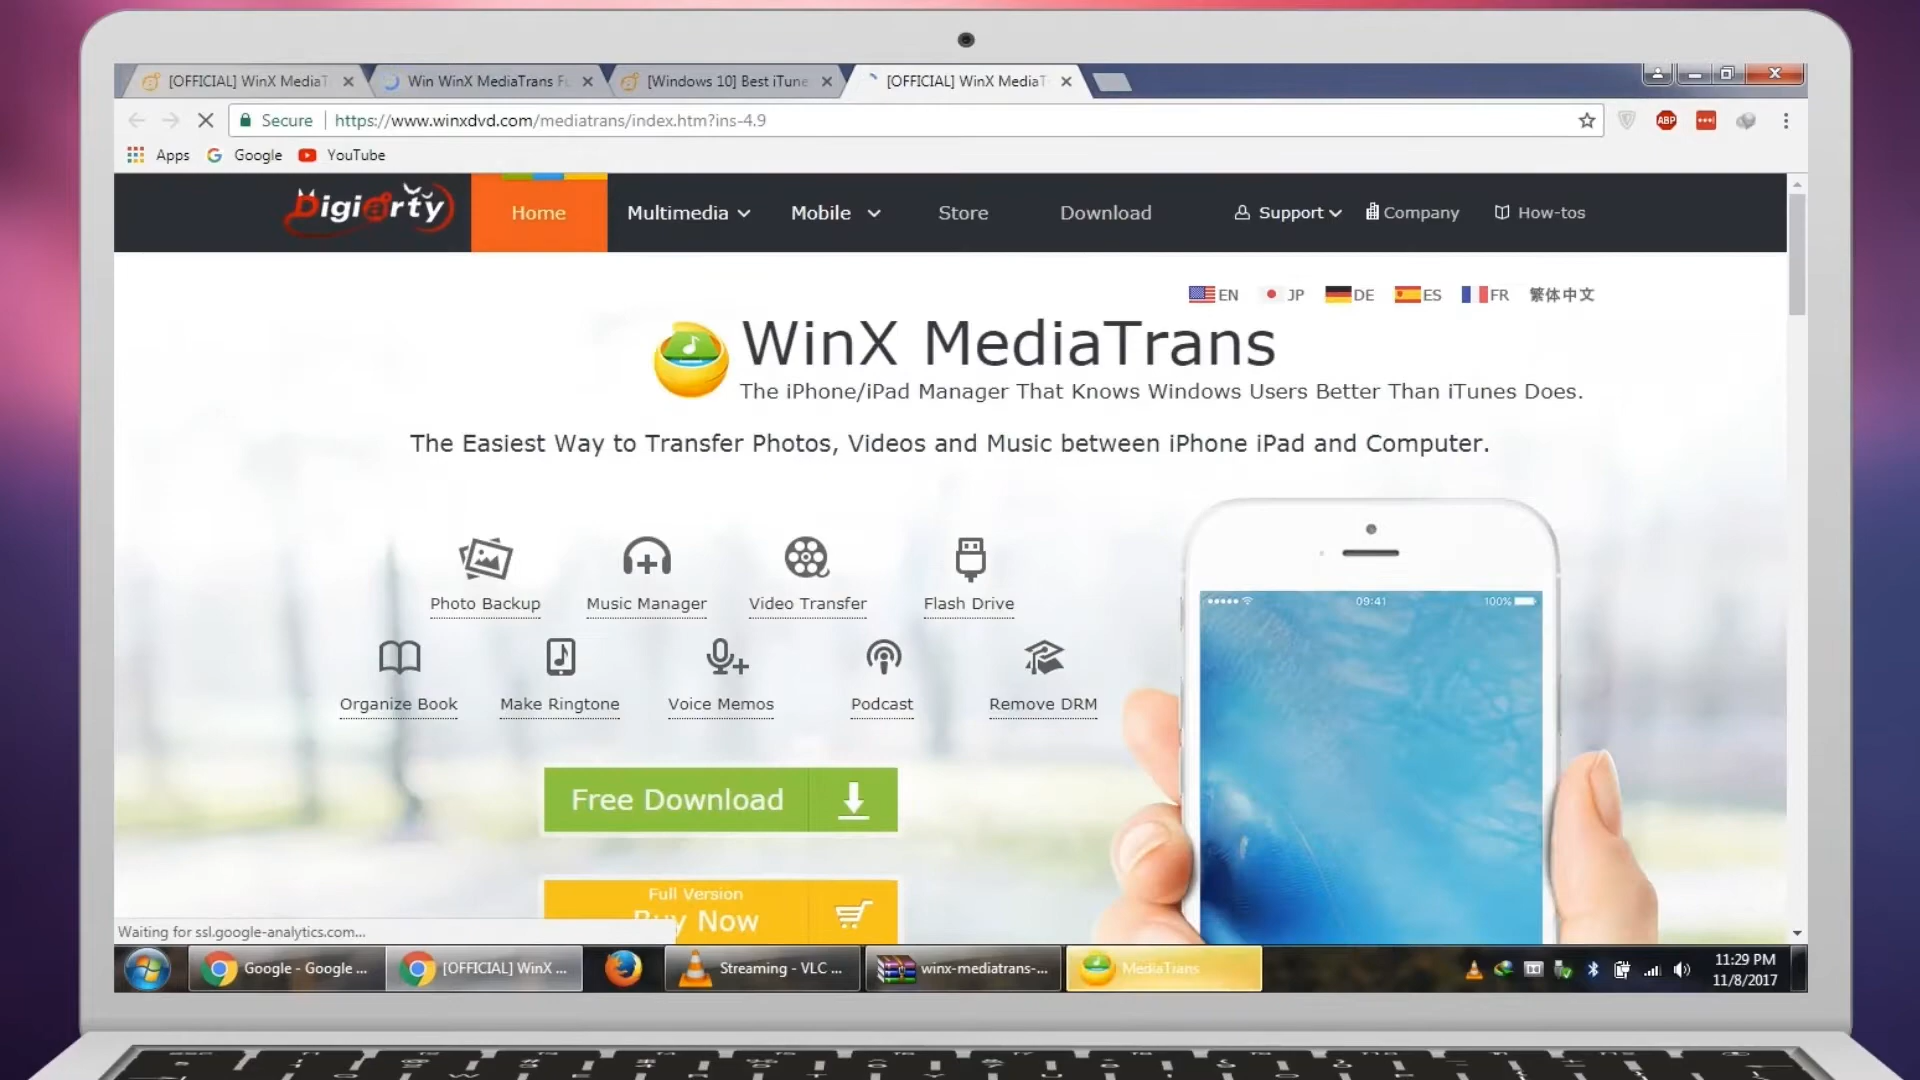 [OFFICIAL] WinX MediaT
Win WinX MediaTrans Fu
[Windows 10] Best iTune
[OFFICIAL] WinX MediaT
Secure
https://www.winxdvd.com/mediatrans/index.htm?ins-4.9
ABP
Apps
Google
YouTube
Digiarty
Home
Multimedia
Mobile
Store
Download
Support
Company
How-tos
EN
JP
DE
ES
FR
繁体中文
WinX MediaTrans
The iPhone/iPad Manager That Knows Windows Users Better Than iTunes Does.
The Easiest Way to Transfer Photos, Videos and Music between iPhone iPad and Computer.
Photo Backup
Music Manager
Video Transfer
Flash Drive
09:41
100%
Organize Book
Make Ringtone
Voice Memos
Podcast
Remove DRM
Free Download
Full Version
Buy Now
Waiting for ssl.google-analytics.com...
Google - Google ...
[OFFICIAL] WinX ...
Streaming - VLC ...
winx-mediatrans-...
MediaTrans
11:29 PM
11/8/2017